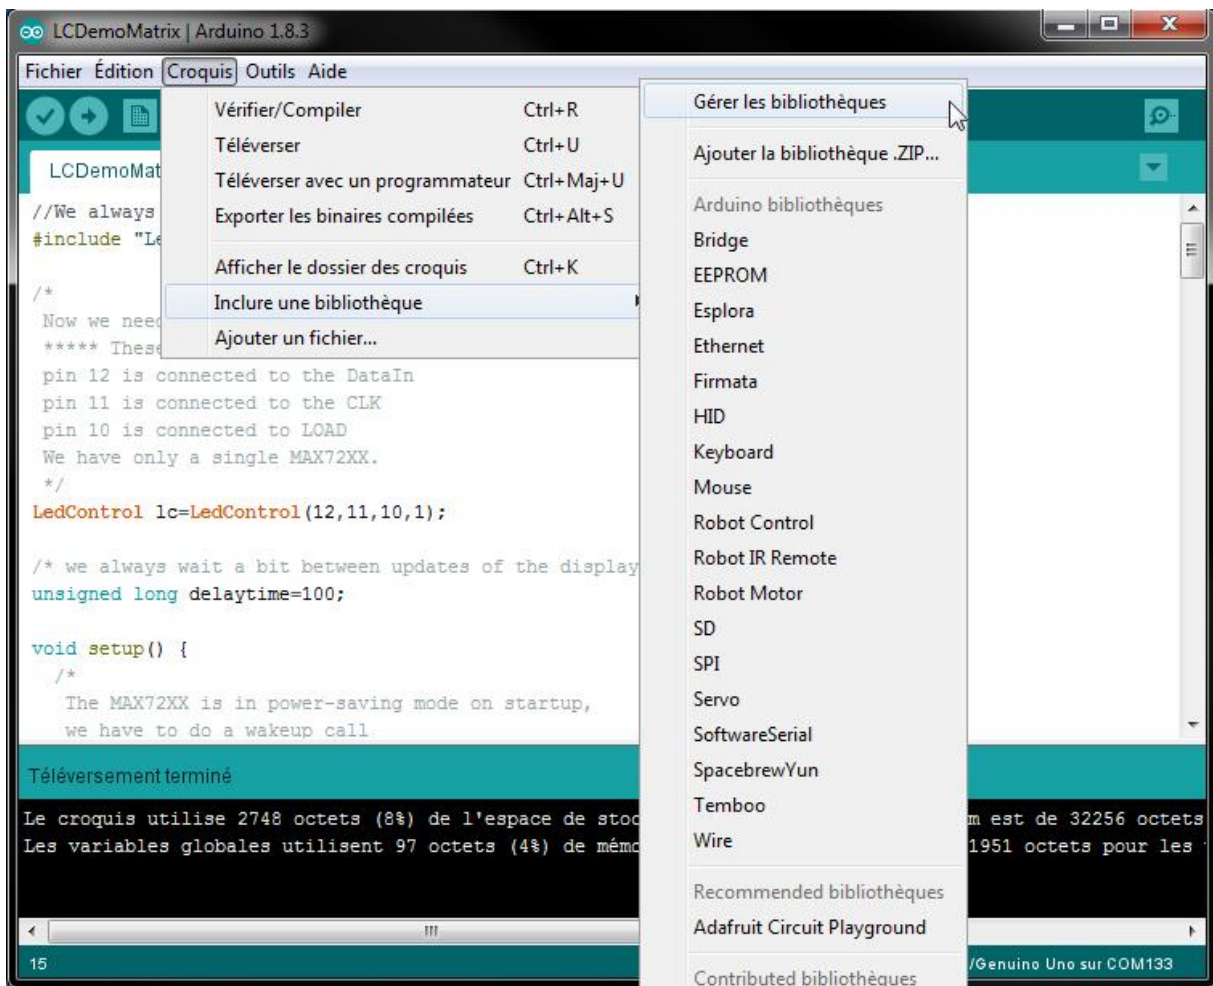 LCDemoMatrix | Arduino 1.8.3
Fichier Édition Croquis Outils Aide
Vérifier/Compiler Ctrl+R
Téléverser Ctrl+U
Téléverser avec un programmateur Ctrl+Maj+U
Exporter les binaires compilées Ctrl+Alt+S
Afficher le dossier des croquis Ctrl+K
Inclure une bibliothèque
Ajouter un fichier...
Gérer les bibliothèques
Ajouter la bibliothèque .ZIP...
Arduino bibliothèques
Bridge
EEPROM
Esplora
Ethernet
Firmata
HID
Keyboard
Mouse
Robot Control
Robot IR Remote
Robot Motor
SD
SPI
Servo
SoftwareSerial
SpacebrewYun
Temboo
Wire
Recommended bibliothèques
Adafruit Circuit Playground
Contributed bibliothèques
LCDemoMat
//We always
#include "Le
/*
Now we need
***** These
pin 12 is connected to the DataIn
pin 11 is connected to the CLK
pin 10 is connected to LOAD
We have only a single MAX72XX.
*/
LedControl lc=LedControl(12,11,10,1);
/* we always wait a bit between updates of the display
unsigned long delaytime=100;
void setup() {
/*
The MAX72XX is in power-saving mode on startup,
we have to do a wakeup call
Téléversement terminé
Le croquis utilise 2748 octets (8%) de l'espace de stoc m est de 32256 octets
Les variables globales utilisent 97 octets (4%) de mémo 1951 octets pour les
15 /Genuino Uno sur COM133